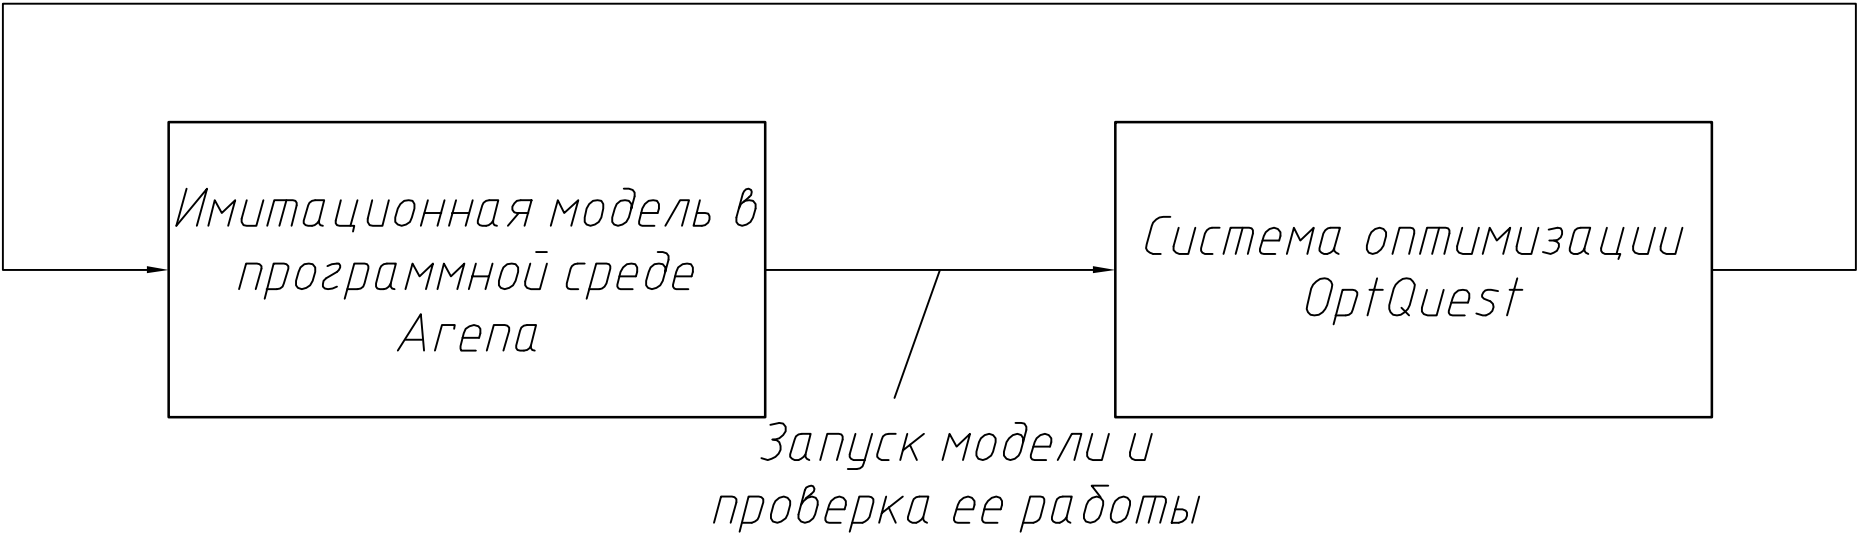 Имитационная модель в
программной среде
Arena
Система оптимизации
OptQuest
Запуск модели и
проверка ее работы